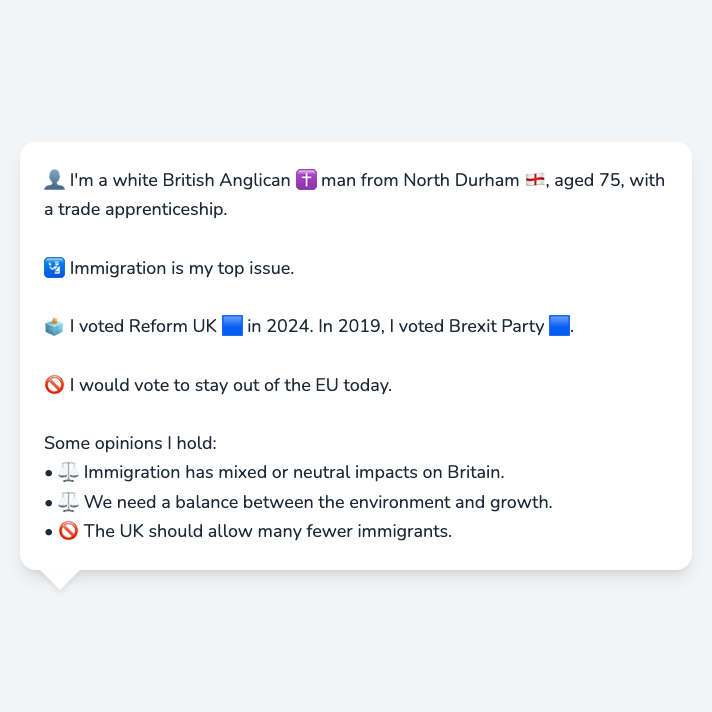 👤 I'm a white British Anglican ✝️ man from North Durham 🏴󠁧󠁢󠁥󠁮󠁧󠁿, aged 75, with
a trade apprenticeship.
🛂 Immigration is my top issue.
🗳️ I voted Reform UK 🟦 in 2024. In 2019, I voted Brexit Party 🟦.
🚫 I would vote to stay out of the EU today.
Some opinions I hold:
• ⚖️ Immigration has mixed or neutral impacts on Britain.
• ⚖️ We need a balance between the environment and growth.
• 🚫 The UK should allow many fewer immigrants.